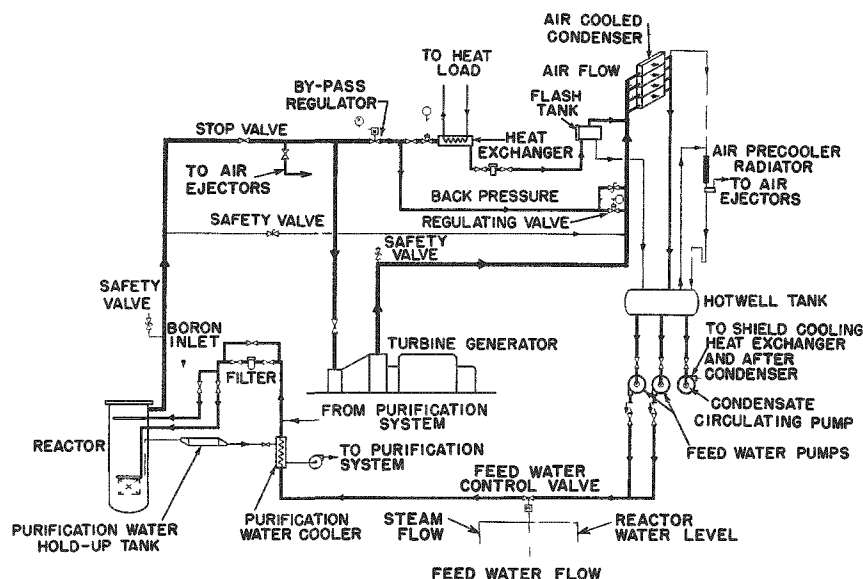 AIR COOLED
CONDENSER
TO HEAT
LOAD
AIR FLOW
BY-PASS
REGULATOR
FLASH
TANK
STOP VALVE
HEAT
EXCHANGER
AIR PRECOOLER
RADIATOR
TO AIR
EJECTORS
TO AIR
EJECTORS
BACK PRESSURE
REGULATING VALVE
SAFETY VALVE
SAFETY
VALVE
SAFETY
VALVE
HOTWELL TANK
BORON
INLET
TURBINE GENERATOR
TO SHIELD COOLING
HEAT EXCHANGER
AND AFTER
CONDENSER
FILTER
FROM PURIFICATION
SYSTEM
CONDENSATE
CIRCULATING PUMP
REACTOR
TO PURIFICATION
SYSTEM
FEED WATER PUMPS
FEED WATER
CONTROL VALVE
PURIFICATION WATER
HOLD-UP TANK
PURIFICATION
WATER COOLER
STEAM
FLOW
REACTOR
WATER LEVEL
FEED WATER FLOW